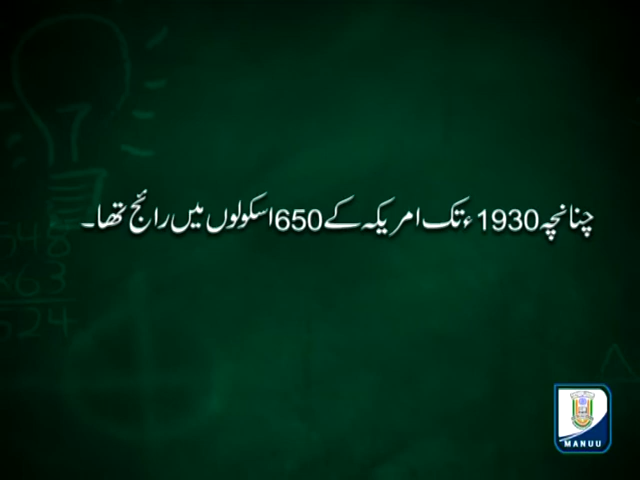 چنانچہ 1930ء تک امریکہ کے 650 اسکولوں میں رائج تھا۔
MANUU